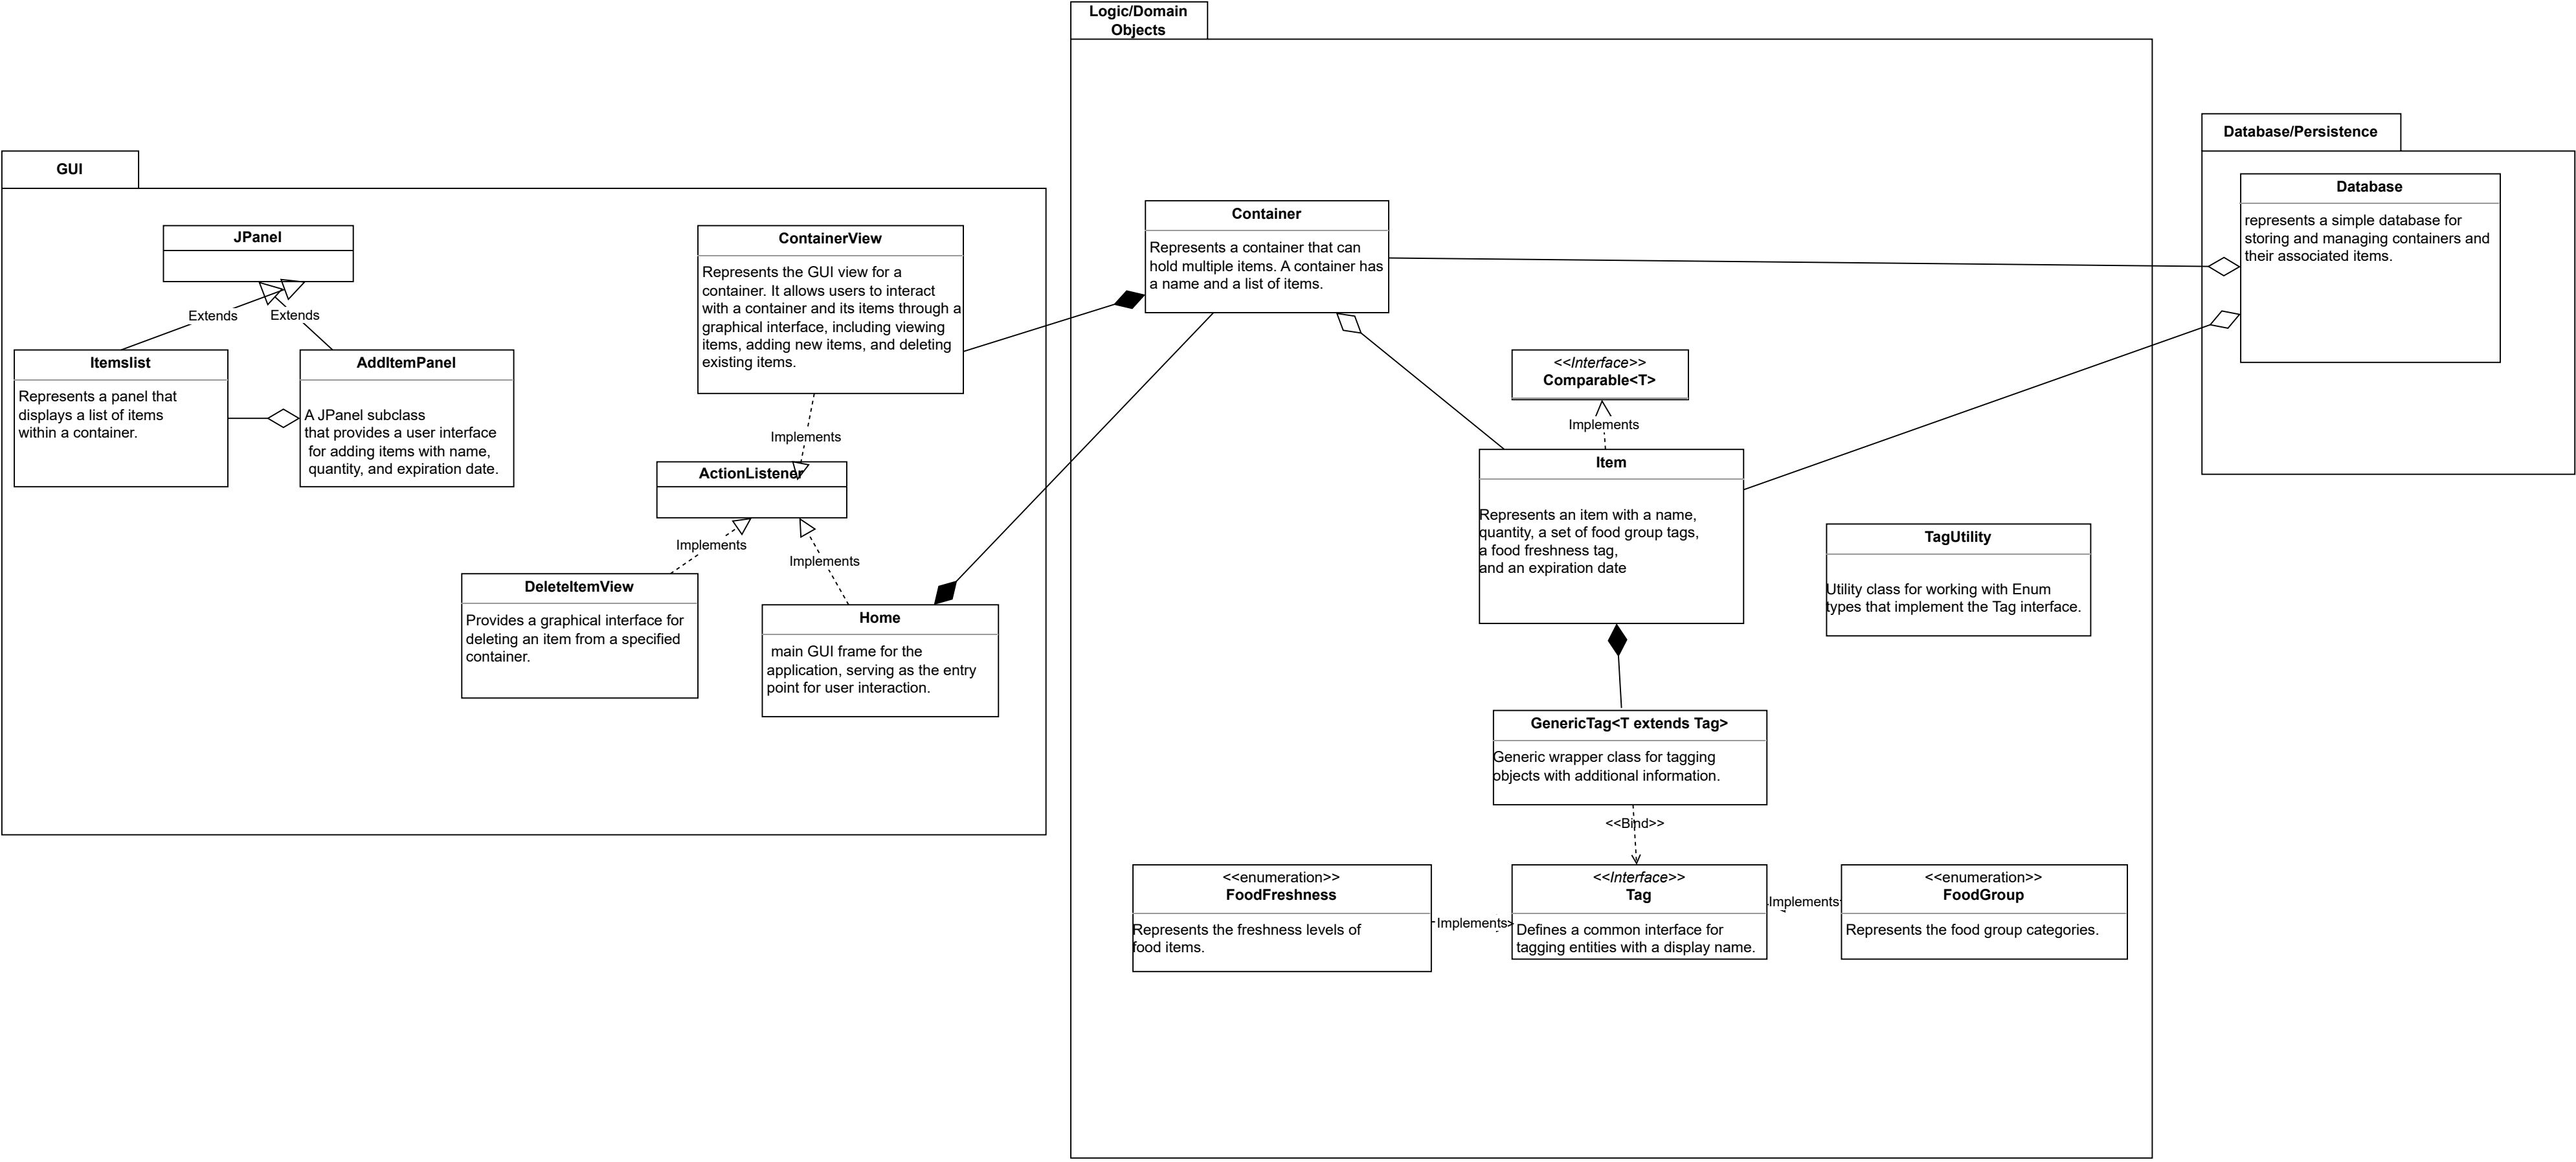 Logic/Domain
Objects
Database/Persistence
GUI
Database
represents a simple database for
storing and managing containers and
their associated items.
Container
Represents a container that can
hold multiple items. A container has
a name and a list of items.
JPanel
ContainerView
Represents the GUI view for a
container. It allows users to interact
with a container and its items through a
graphical interface, including viewing
items, adding new items, and deleting
existing items.
Extends
Extends
Itemslist
Represents a panel that
displays a list of items
within a container.
AddItemPanel
A JPanel subclass
that provides a user interface
for adding items with name,
quantity, and expiration date.
<<Interface>>
Comparable<T>
Implements
Implements
ActionListener
Item
Represents an item with a name,
quantity, a set of food group tags,
a food freshness tag,
and an expiration date
TagUtility
Utility class for working with Enum
types that implement the Tag interface.
Implements
Implements
DeleteItemView
Provides a graphical interface for
deleting an item from a specified
container.
Home
main GUI frame for the
application, serving as the entry
point for user interaction.
GenericTag<T extends Tag>
Generic wrapper class for tagging
objects with additional information.
<<Bind>>
<<enumeration>>
FoodFreshness
Represents the freshness levels of
food items.
Implements
<<Interface>>
Tag
Defines a common interface for
tagging entities with a display name.
Implements
<<enumeration>>
FoodGroup
Represents the food group categories.